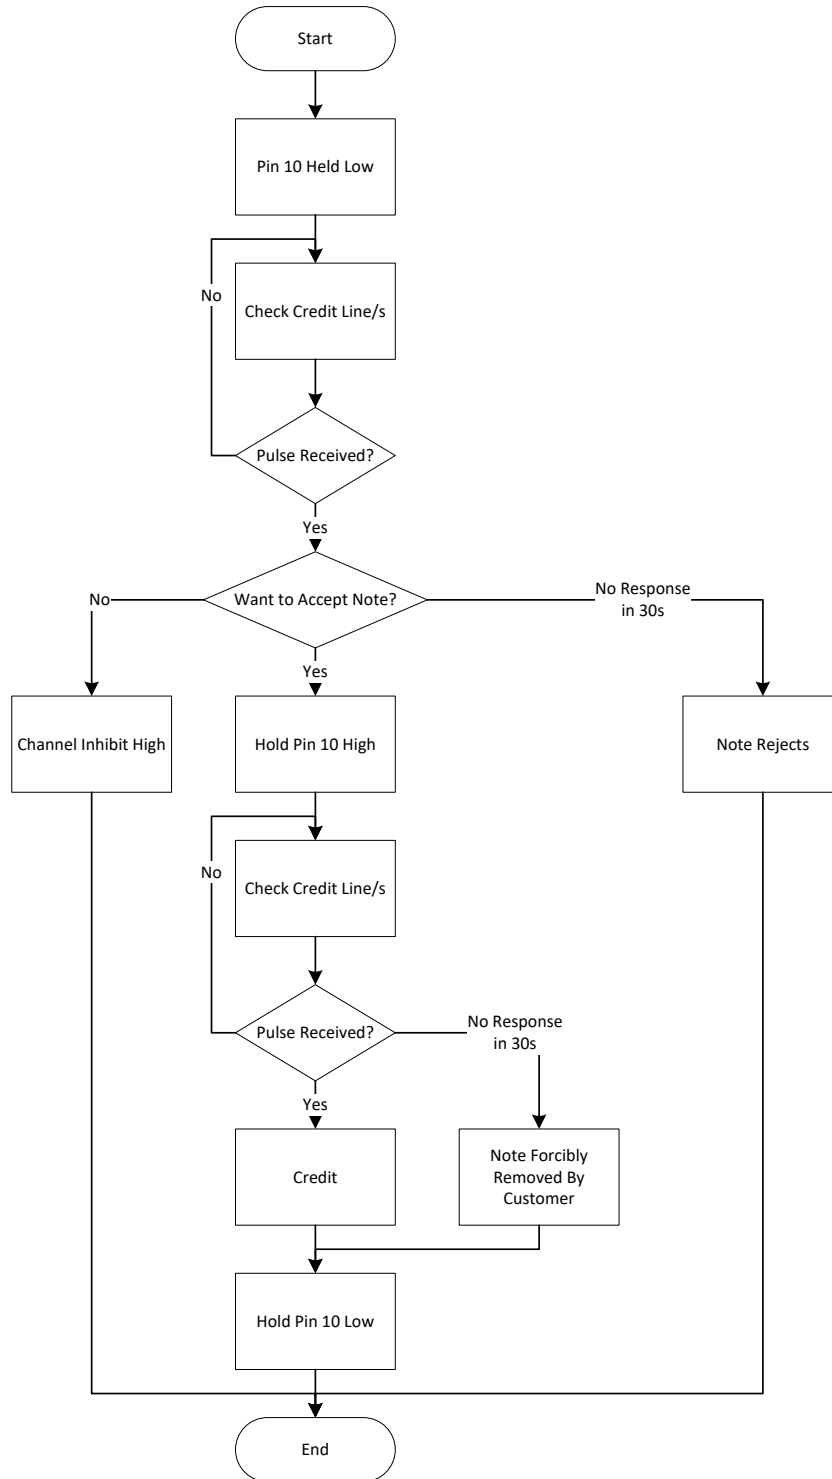 Start
Pin 10 Held Low
No
Check Credit Line/s
Pulse Received?
Yes
No
Want to Accept Note?
No Response
in 30s
Yes
Channel Inhibit High
Hold Pin 10 High
Note Rejects
No
Check Credit Line/s
Pulse Received?
No Response
in 30s
Yes
Credit
Note Forcibly
Removed By
Customer
Hold Pin 10 Low
End